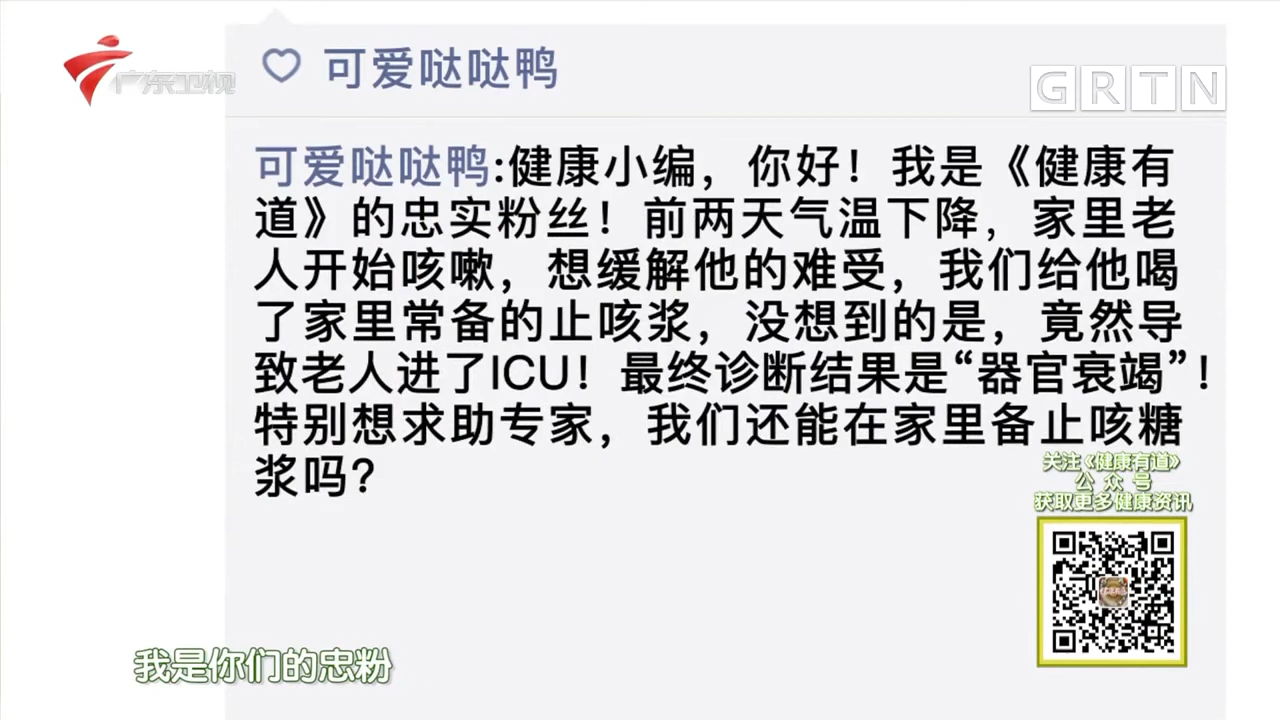 广东卫视
GRTN
可爱哒哒鸭
可爱哒哒鸭:健康小编，你好！我是《健康有
道》的忠实粉丝！前两天气温下降，家里老
人开始咳嗽，想缓解他的难受，我们给他喝
了家里常备的止咳浆，没想到的是，竟然导
致老人进了ICU！最终诊断结果是“器官衰竭”！
特别想求助专家，我们还能在家里备止咳糖
浆吗？
关注《健康有道》
公众号
获取更多健康资讯
我是你们的忠粉